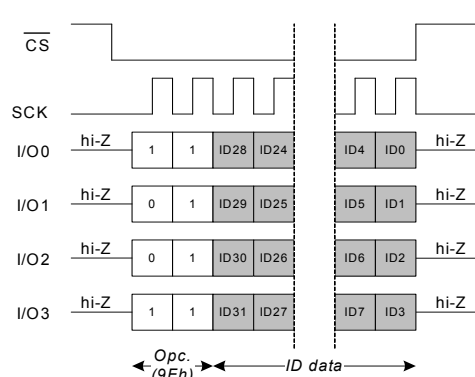 CS
SCK
I/O0 hi-Z 1 1 ID28 ID24 ID4 ID0 hi-Z
I/O1 hi-Z 0 1 ID29 ID25 ID5 ID1 hi-Z
I/O2 hi-Z 0 1 ID30 ID26 ID6 ID2 hi-Z
I/O3 hi-Z 1 1 ID31 ID27 ID7 ID3 hi-Z
Opc. ID data
(9Eh)